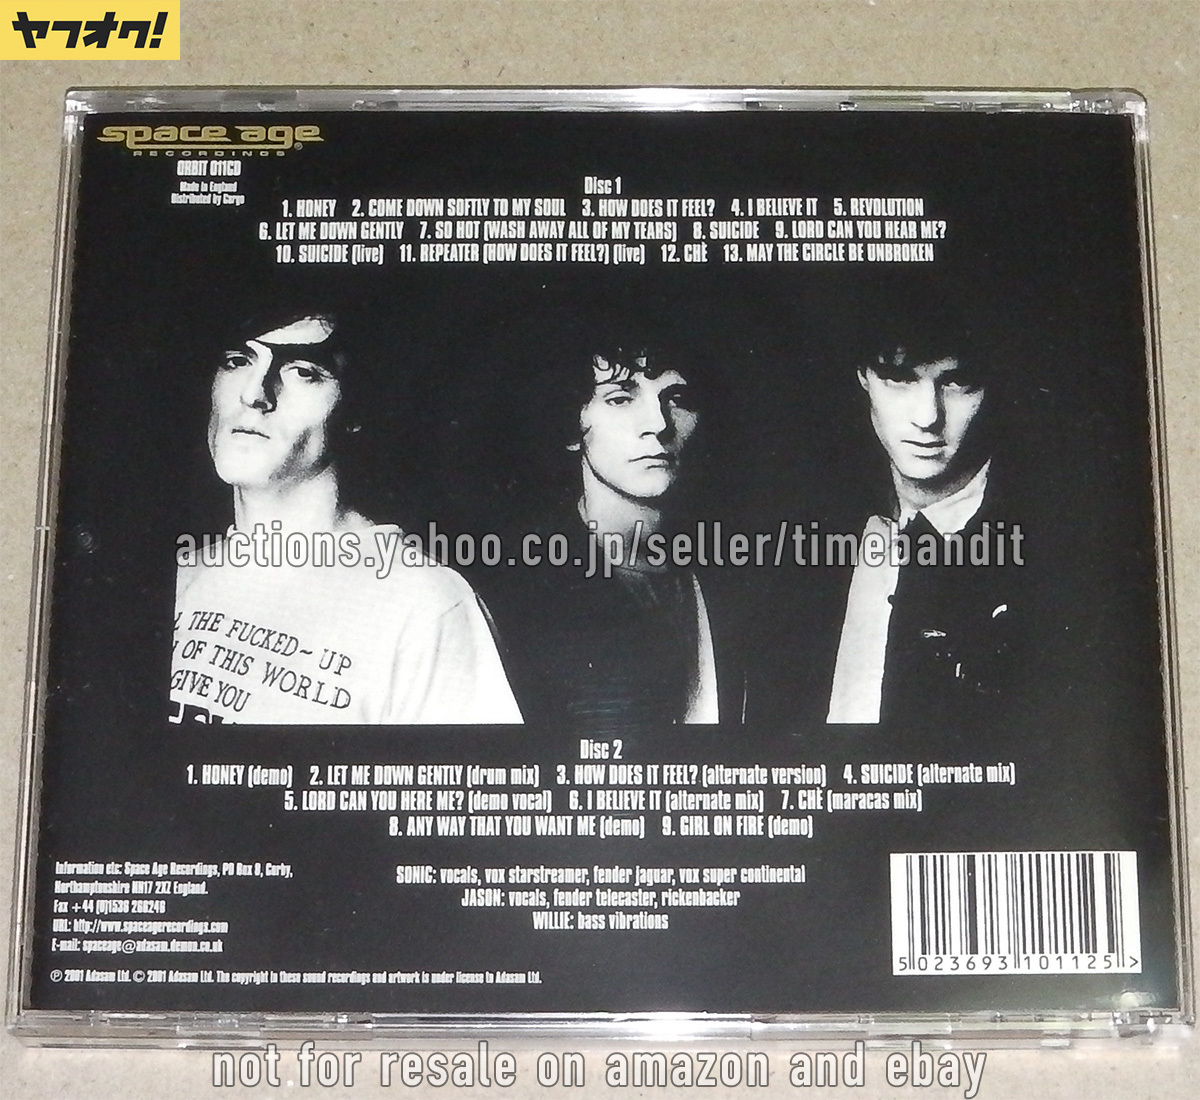 ヤフオク!
space age
RECORDINGS
ORBIT 011CD
Made in England
Distributed by Cargo
Disc 1
1. HONEY 2. COME DOWN SOFTLY TO MY SOUL 3. HOW DOES IT FEEL? 4. I BELIEVE IT 5. REVOLUTION
6. LET ME DOWN GENTLY 7. SO HOT (WASH AWAY ALL OF MY TEARS) 8. SUICIDE 9. LORD CAN YOU HEAR ME?
10. SUICIDE (live) 11. REPEATER (HOW DOES IT FEEL?) (live) 12. CHÈ 13. MAY THE CIRCLE BE UNBROKEN
auctions.yahoo.co.jp/seller/timebandit
THE FUCKED~UP
OF THIS WORLD
GIVE YOU
Disc 2
1. HONEY (demo) 2. LET ME DOWN GENTLY (drum mix) 3. HOW DOES IT FEEL? (alternate version) 4. SUICIDE (alternate mix)
5. LORD CAN YOU HERE ME? (demo vocal) 6. I BELIEVE IT (alternate mix) 7. CHÈ (maracas mix)
8. ANY WAY THAT YOU WANT ME (demo) 9. GIRL ON FIRE (demo)
Information etc: Space Age Recordings, PO Box 8, Corby,
Northamptonshire NN17 2XZ England.
Fax +44 (0)1536 266246
URL: http://www.spaceagerecordings.com
E-mail: spaceage@adasam.demon.co.uk
SONIC: vocals, vox starstreamer, fender jaguar, vox super continental
JASON: vocals, fender telecaster, rickenbacker
WILLIE: bass vibrations
℗ 2001 Adasam Ltd. © 2001 Adasam Ltd. The copyright in these sound recordings and artwork is under license to Adasam Ltd.
5 023693 101125 >
not for resale on amazon and ebay